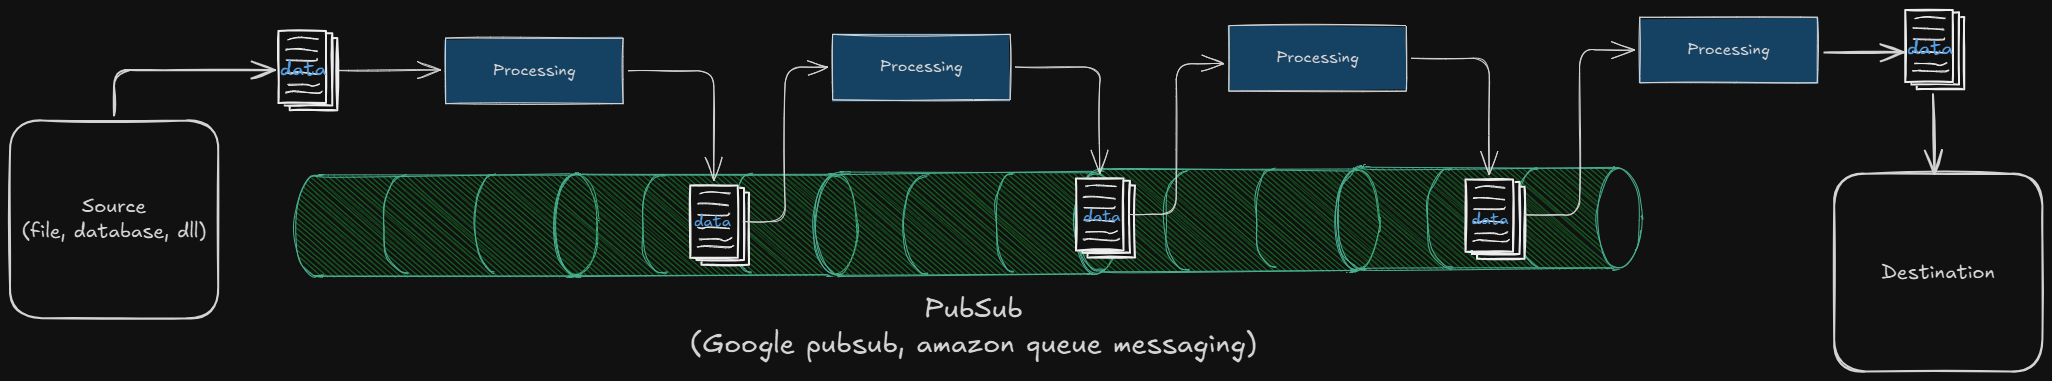 data
Processing
Processing
Processing
Processing
data
Source
(file, database, dll)
data
data
data
Destination
PubSub
(Google pubsub, amazon queue messaging)